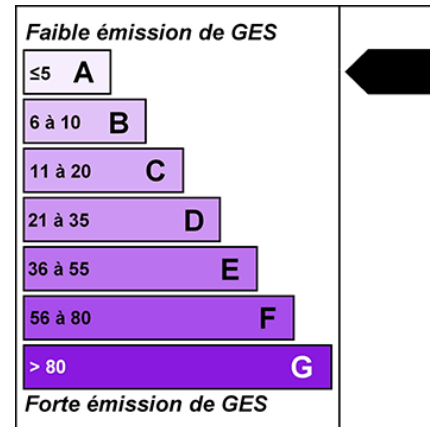 Faible émission de GES
≤5 A
6 à 10 B
11 à 20 C
21 à 35 D
36 à 55 E
56 à 80 F
> 80 G
Forte émission de GES